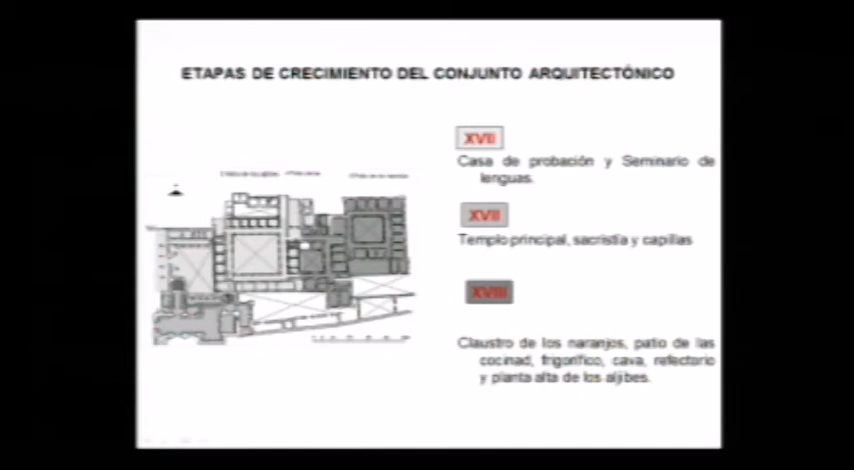 ETAPAS DE CRECIMIENTO DEL CONJUNTO ARQUITECTÓNICO
XVII
Casa de probación y Seminario de
lenguas.
XVII
Templo principal, sacristía y capillas
XVIII
Claustro de los naranjos, patio de las
cocinad, frigorífico, cava, refectorio
y planta alta de los aljibes.